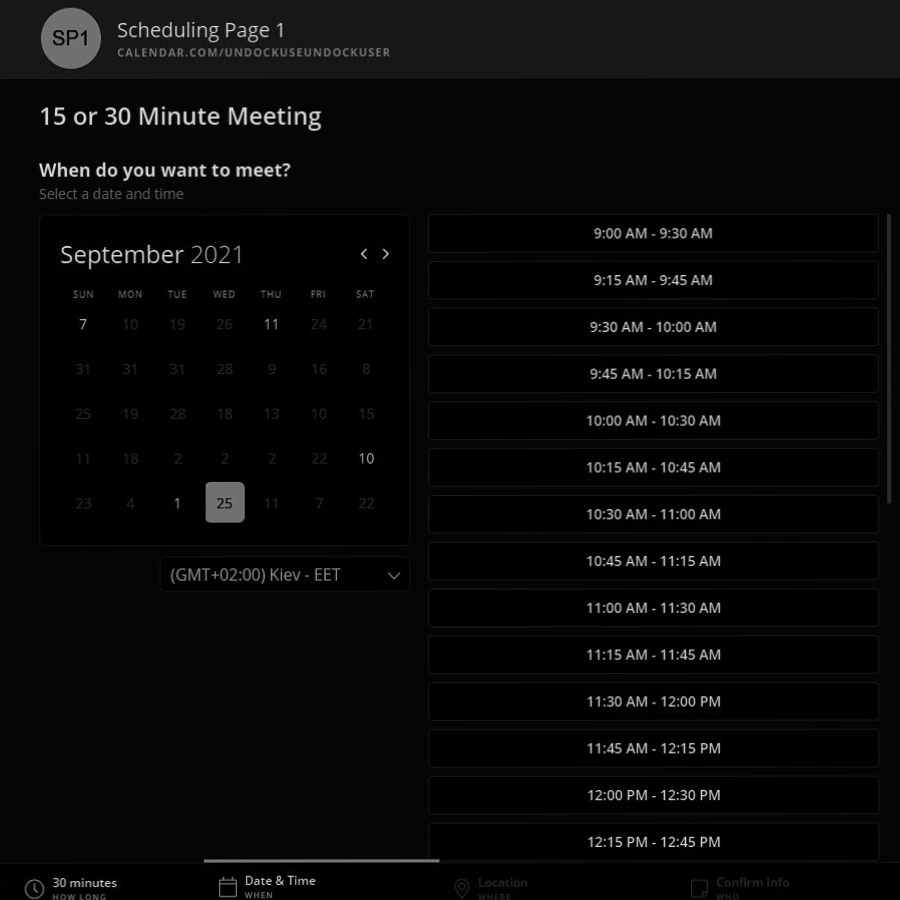 SP1
Scheduling Page 1
CALENDAR.COM/UNDOCKUSEUNDOCKUSER
15 or 30 Minute Meeting
When do you want to meet?
Select a date and time
September 2021
SUN MON TUE WED THU FRI SAT
7 10 19 26 11 24 21
31 31 31 28 9 16 8
25 19 28 18 13 10 15
11 18 2 2 2 22 10
23 4 1 25 11 7 22
(GMT+02:00) Kiev - EET
9:00 AM - 9:30 AM
9:15 AM - 9:45 AM
9:30 AM - 10:00 AM
9:45 AM - 10:15 AM
10:00 AM - 10:30 AM
10:15 AM - 10:45 AM
10:30 AM - 11:00 AM
10:45 AM - 11:15 AM
11:00 AM - 11:30 AM
11:15 AM - 11:45 AM
11:30 AM - 12:00 PM
11:45 AM - 12:15 PM
12:00 PM - 12:30 PM
12:15 PM - 12:45 PM
30 minutes
HOW LONG
Date & Time
WHEN
Location
WHERE
Confirm Info
WHO